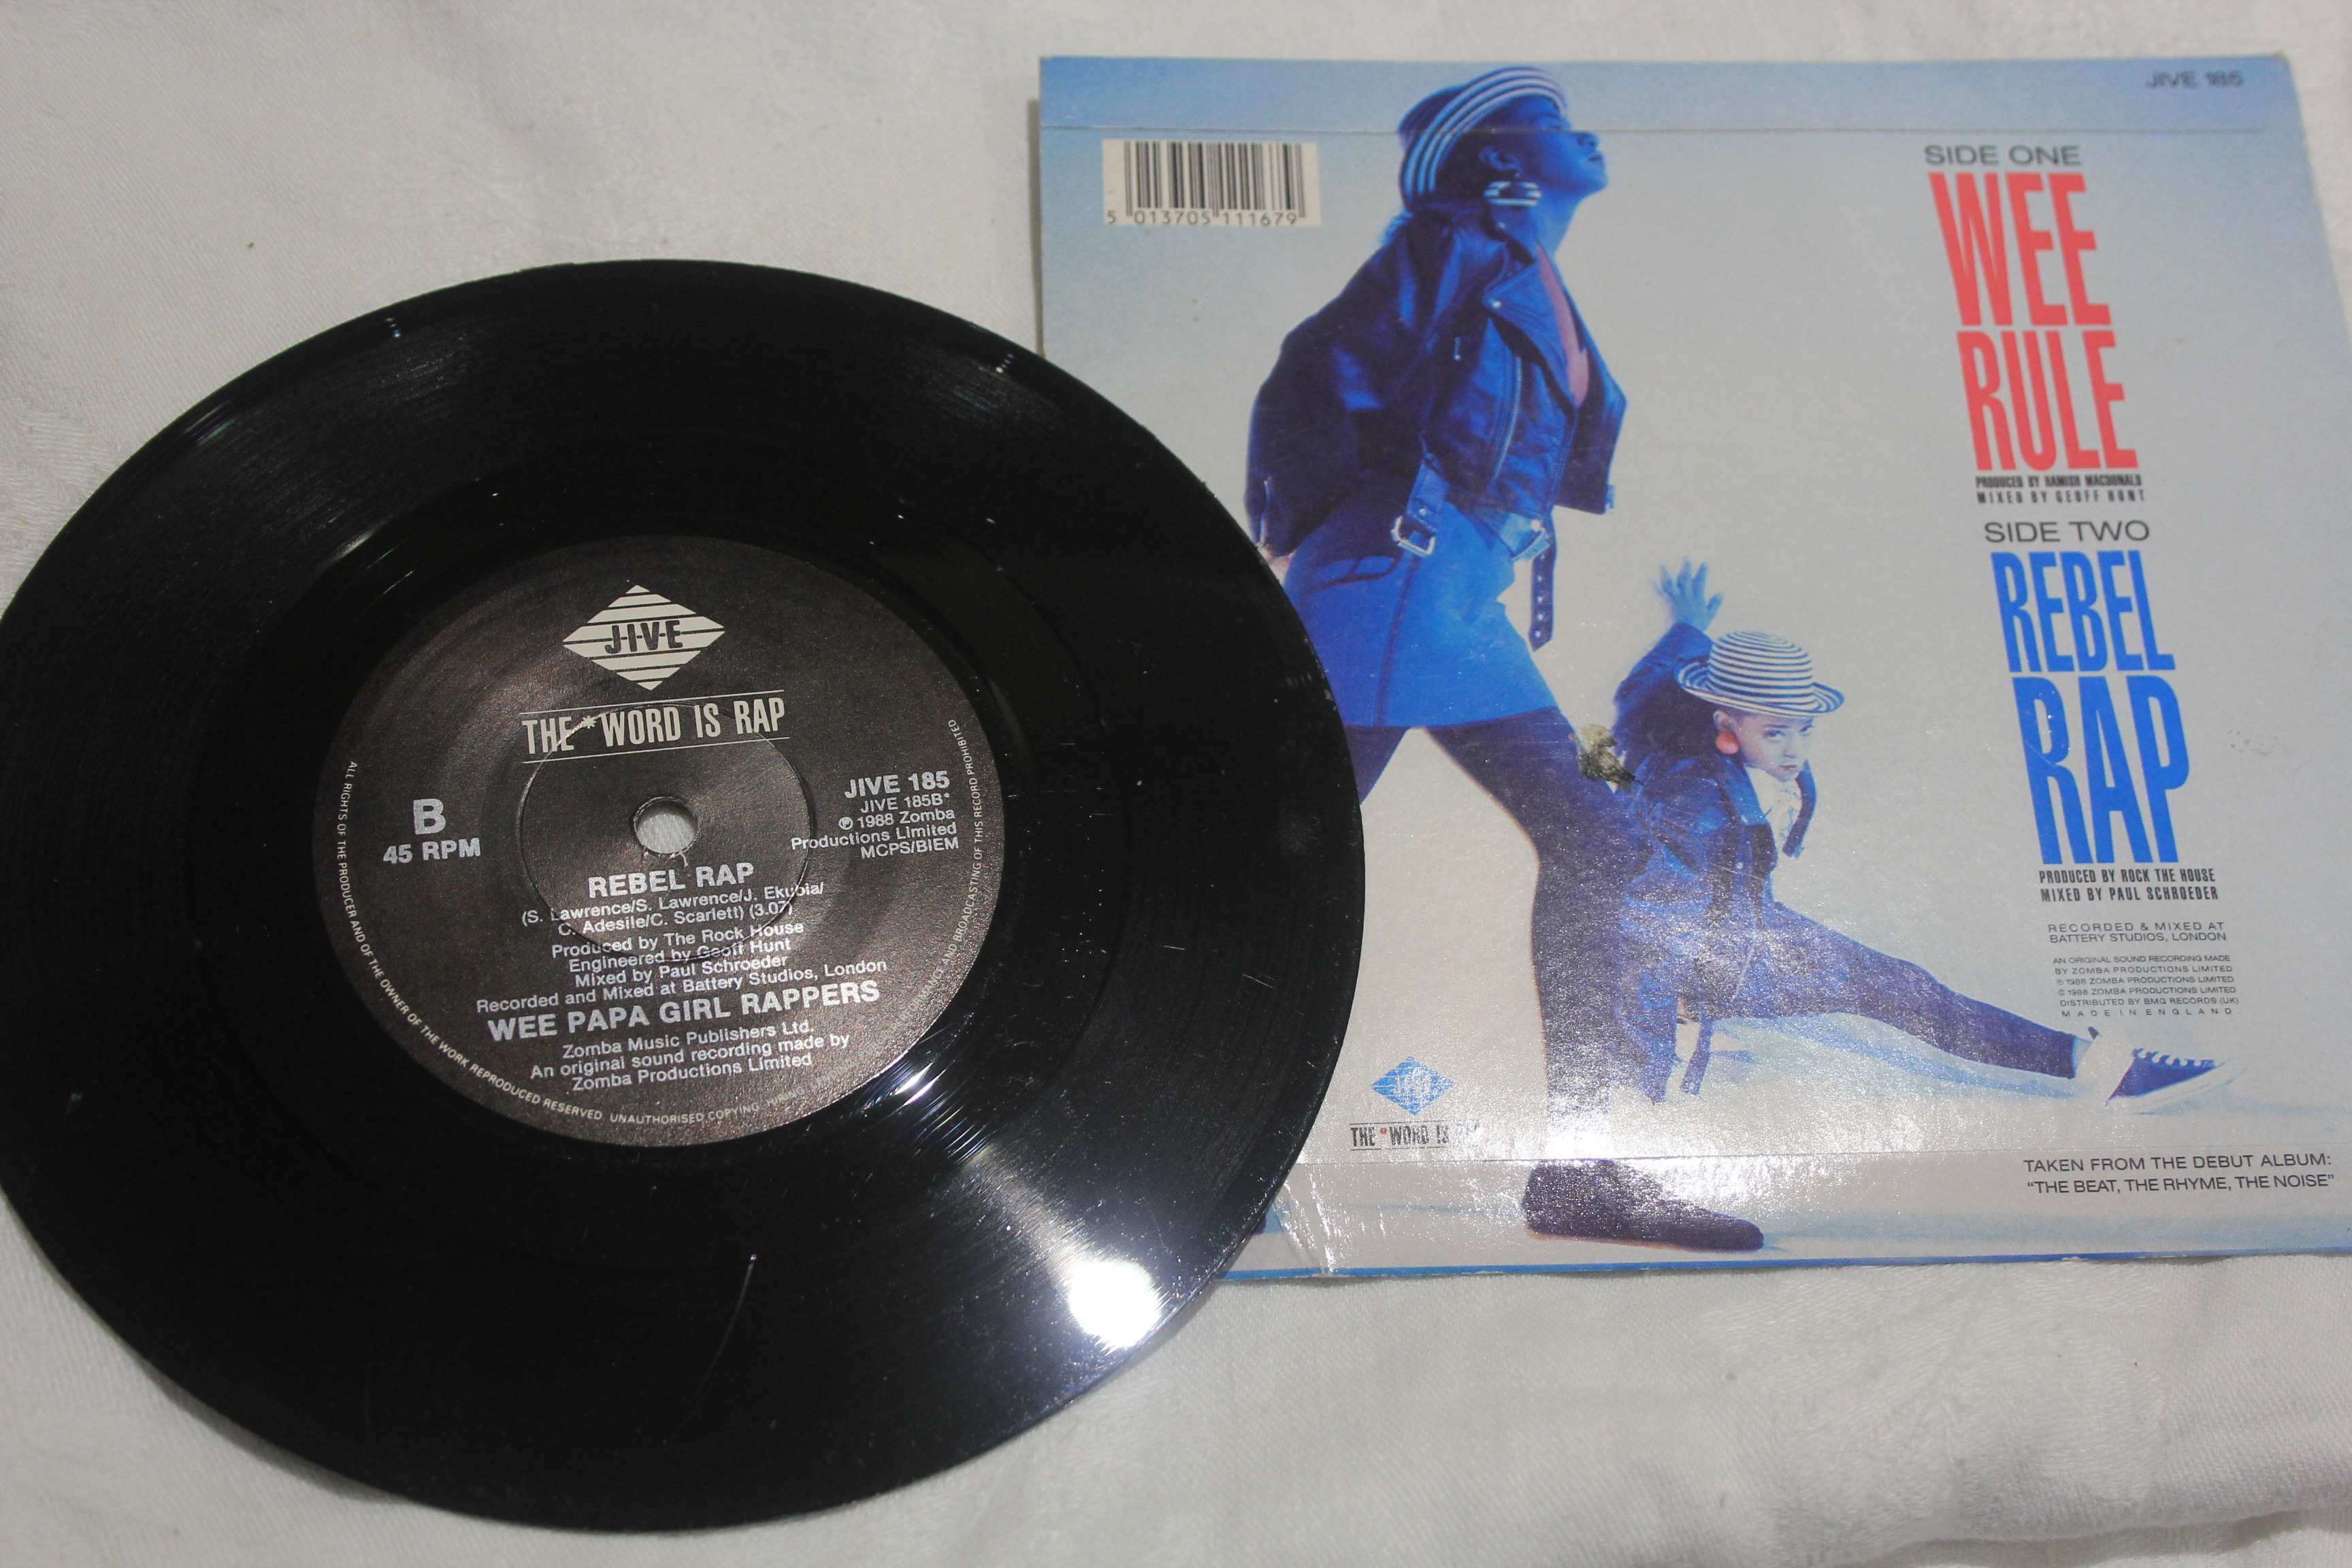 J·I·V·E
THE *WORD IS RAP
B
45 RPM
JIVE 185
JIVE 185B*
℗ 1988 Zomba
Productions Limited
MCPS/BIEM
REBEL RAP
(S. Lawrence/S. Lawrence/J. Ekubia/
C. Adesile/C. Scarlett) (3.07)
Produced by The Rock House
Engineered by Geoff Hunt
Mixed by Paul Schroeder
Recorded and Mixed at Battery Studios, London
WEE PAPA GIRL RAPPERS
Zomba Music Publishers Ltd.
An original sound recording made by
Zomba Productions Limited
ALL RIGHTS OF THE PRODUCER AND OF THE OWNER OF THE WORK REPRODUCED RESERVED. UNAUTHORISED COPYING, HIRING, AND BROADCASTING OF THIS RECORD PROHIBITED
JIVE 185
5 013705 111679
SIDE ONE
WEE
RULE
PRODUCED BY HAMISH MACDONALD
MIXED BY GEOFF HUNT
SIDE TWO
REBEL
RAP
PRODUCED BY ROCK THE HOUSE
MIXED BY PAUL SCHROEDER
RECORDED & MIXED AT
BATTERY STUDIOS, LONDON
AN ORIGINAL SOUND RECORDING MADE
BY ZOMBA PRODUCTIONS LIMITED
℗ 1988 ZOMBA PRODUCTIONS LIMITED
© 1988 ZOMBA PRODUCTIONS LIMITED
DISTRIBUTED BY BMG RECORDS (UK)
MADE IN ENGLAND.
THE *WORD IS
TAKEN FROM THE DEBUT ALBUM:
"THE BEAT, THE RHYME, THE NOISE"